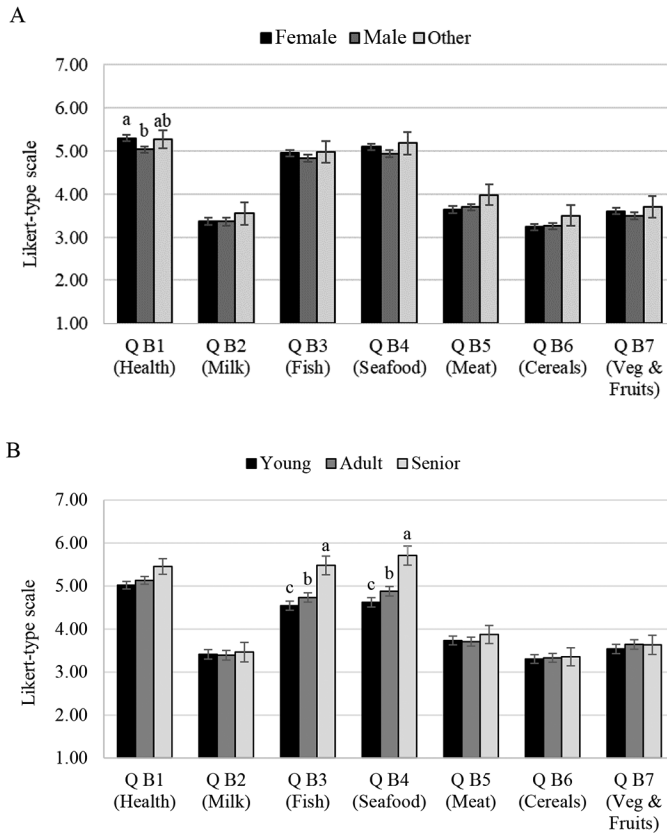 A
Female Male Other
7.00
6.00
5.00
4.00
3.00
2.00
1.00
Likert-type scale
a b ab
Q B1 Q B2 Q B3 Q B4 Q B5 Q B6 Q B7
(Health) (Milk) (Fish) (Seafood) (Meat) (Cereals) (Veg &
Fruits)
B
Young Adult Senior
7.00
6.00
5.00
4.00
3.00
2.00
1.00
Likert-type scale
c b a c b a
Q B1 Q B2 Q B3 Q B4 Q B5 Q B6 Q B7
(Health) (Milk) (Fish) (Seafood) (Meat) (Cereals) (Veg &
Fruits)